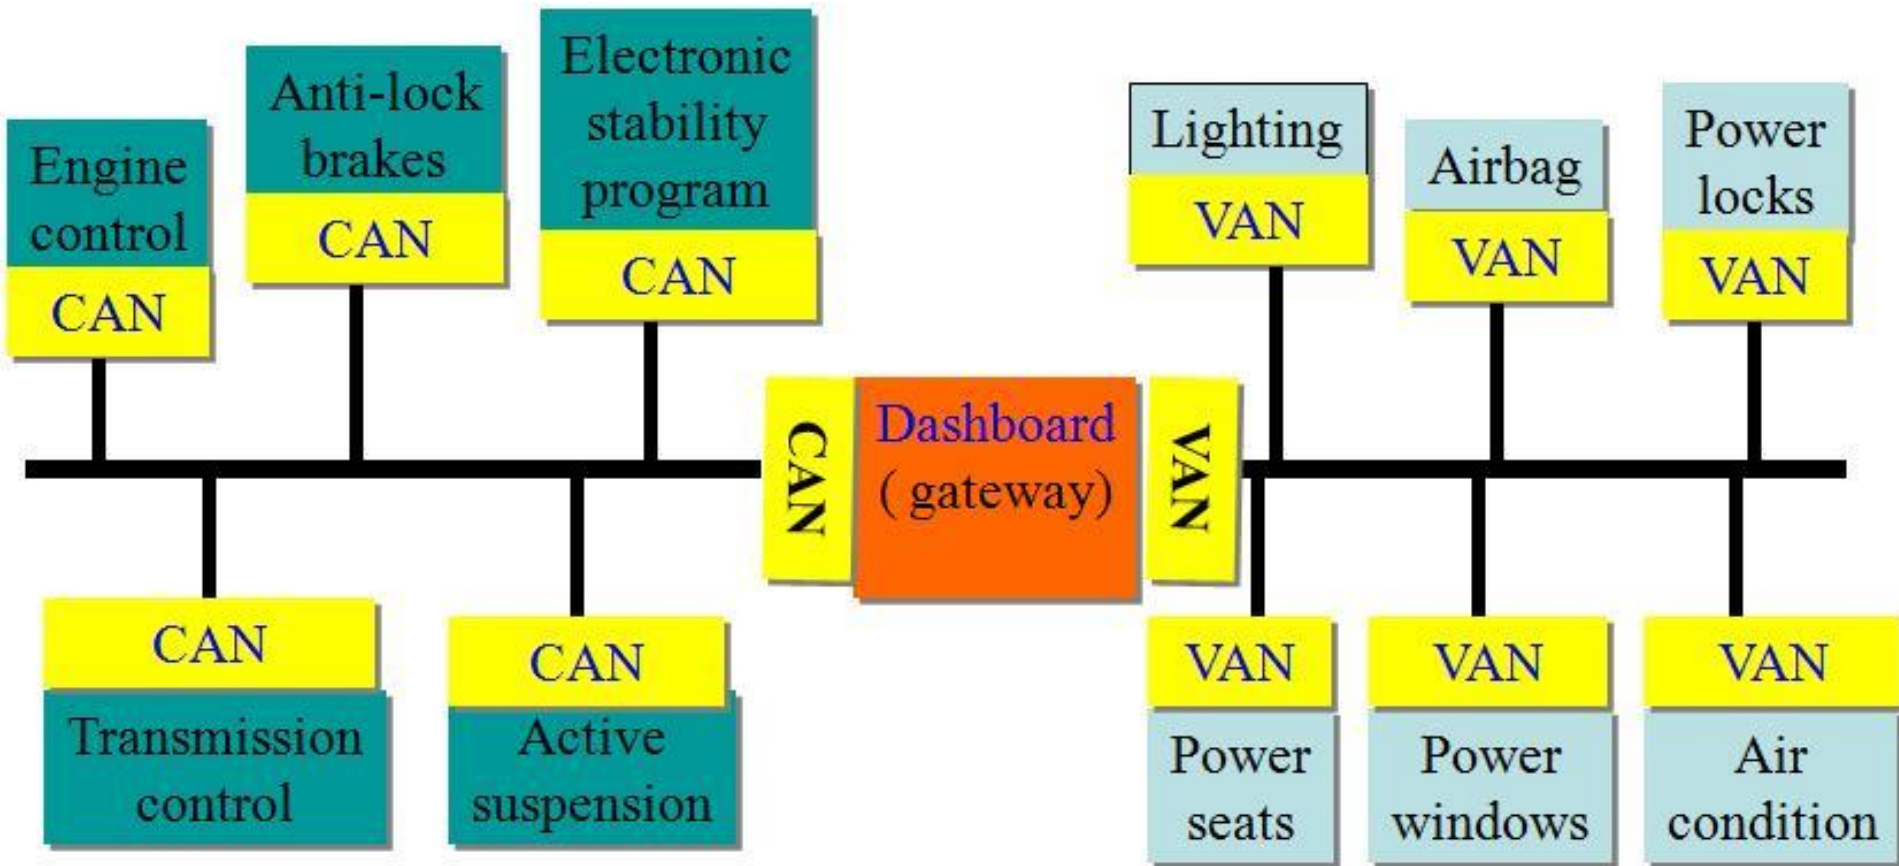 Engine
control
CAN
Anti-lock
brakes
CAN
Electronic
stability
program
CAN
Transmission
control
CAN
Active
suspension
CAN
CAN
Dashboard
( gateway)
VAN
Lighting
VAN
Airbag
VAN
Power
locks
VAN
VAN
Power
seats
VAN
Power
windows
VAN
Air
condition